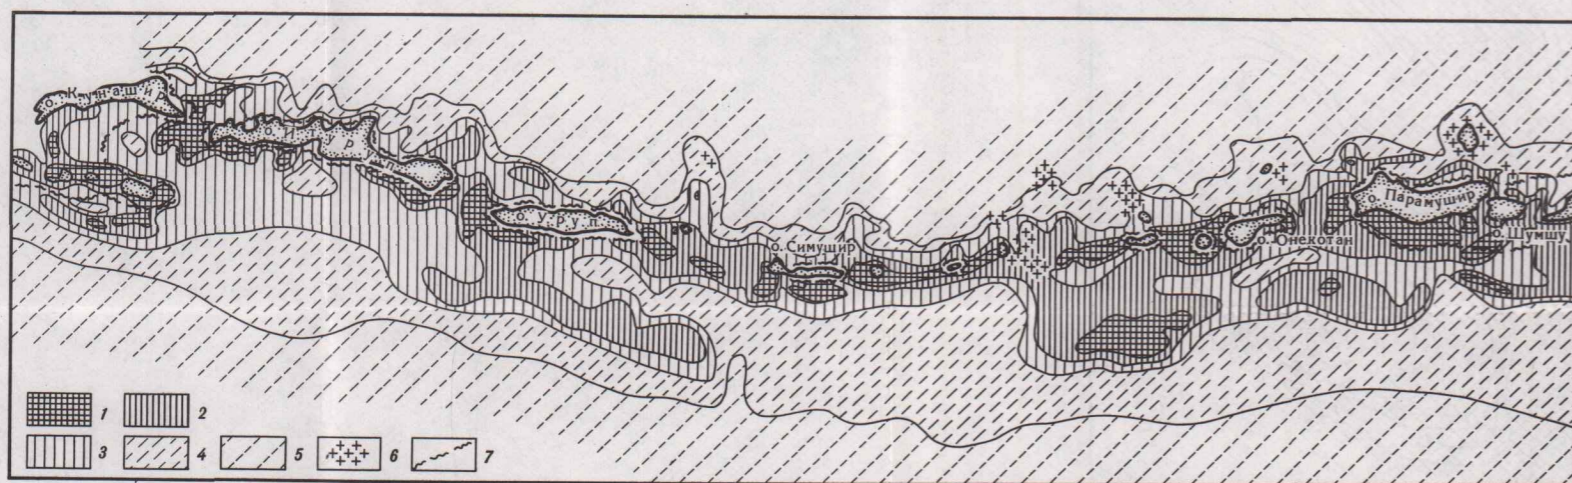 о. Кунашир
о. Итуруп
о. Уруп
о. Симушир
о. Онекотан
о. Парамушир
о. Шумшу
1 2
3 4 5 6 7